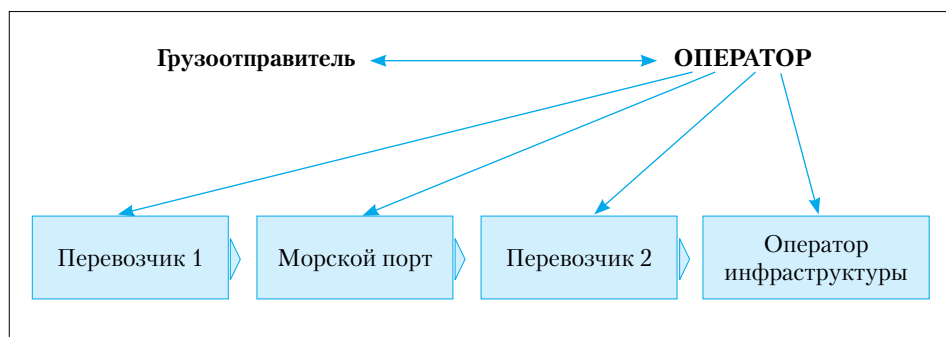 Грузоотправитель
ОПЕРАТОР
Перевозчик 1
Морской порт
Перевозчик 2
Оператор
инфраструктуры